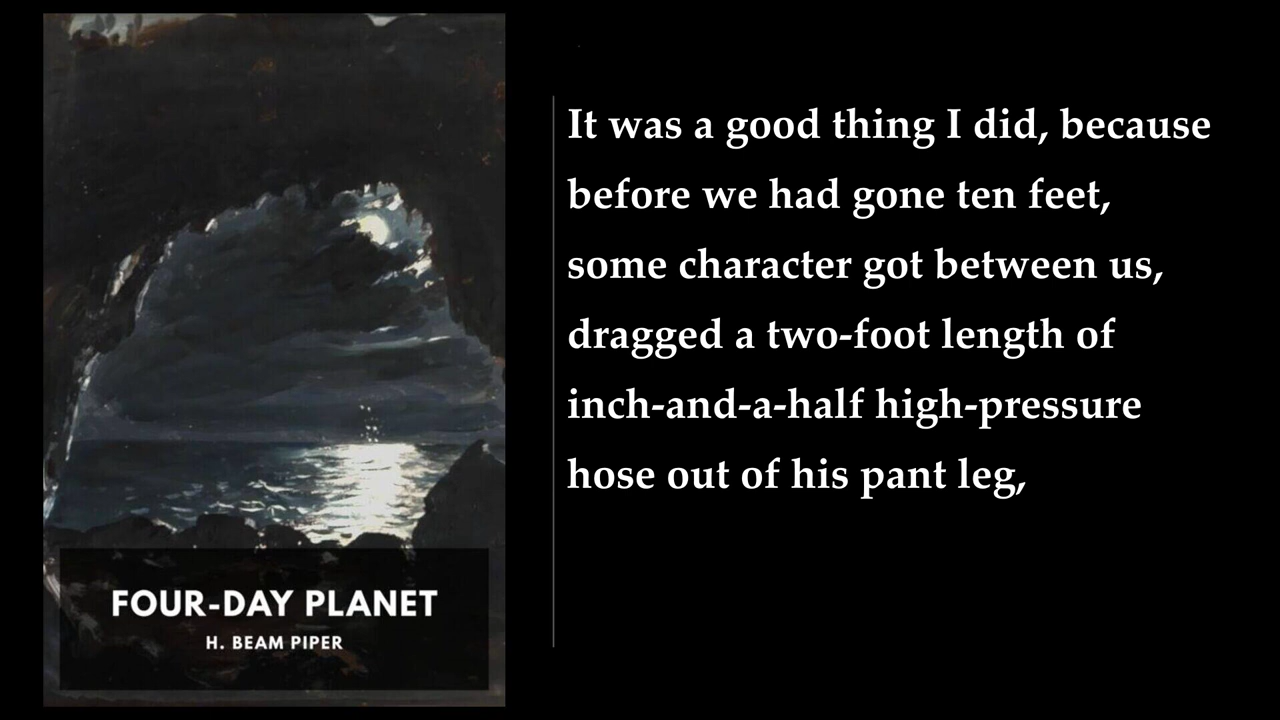 It was a good thing I did, because
before we had gone ten feet,
some character got between us,
dragged a two-foot length of
inch-and-a-half high-pressure
hose out of his pant leg,
FOUR-DAY PLANET
H. BEAM PIPER